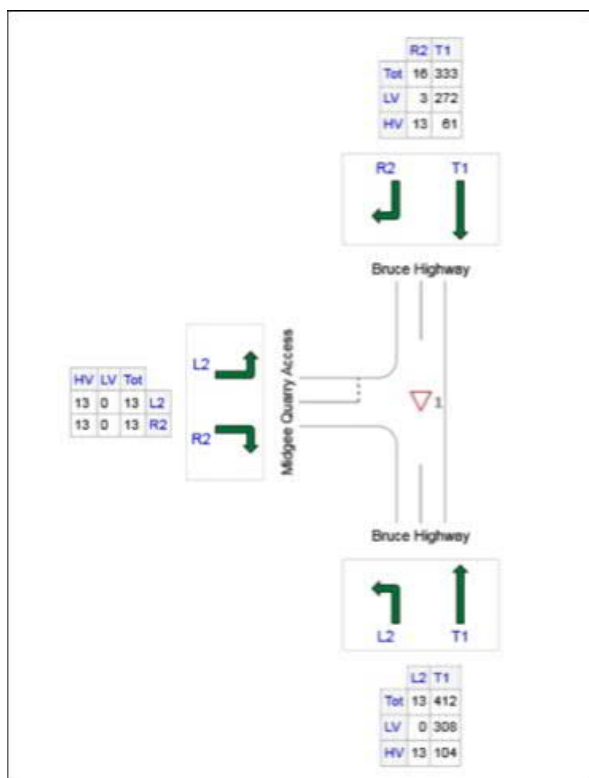 R2 T1
Tot 16 333
LV 3 272
HV 13 61
R2 T1
Bruce Highway
Midgee Quarry Access
L2
R2
HV LV Tot
13 0 13 L2
13 0 13 R2
1
Bruce Highway
L2 T1
L2 T1
Tot 13 412
LV 0 308
HV 13 104